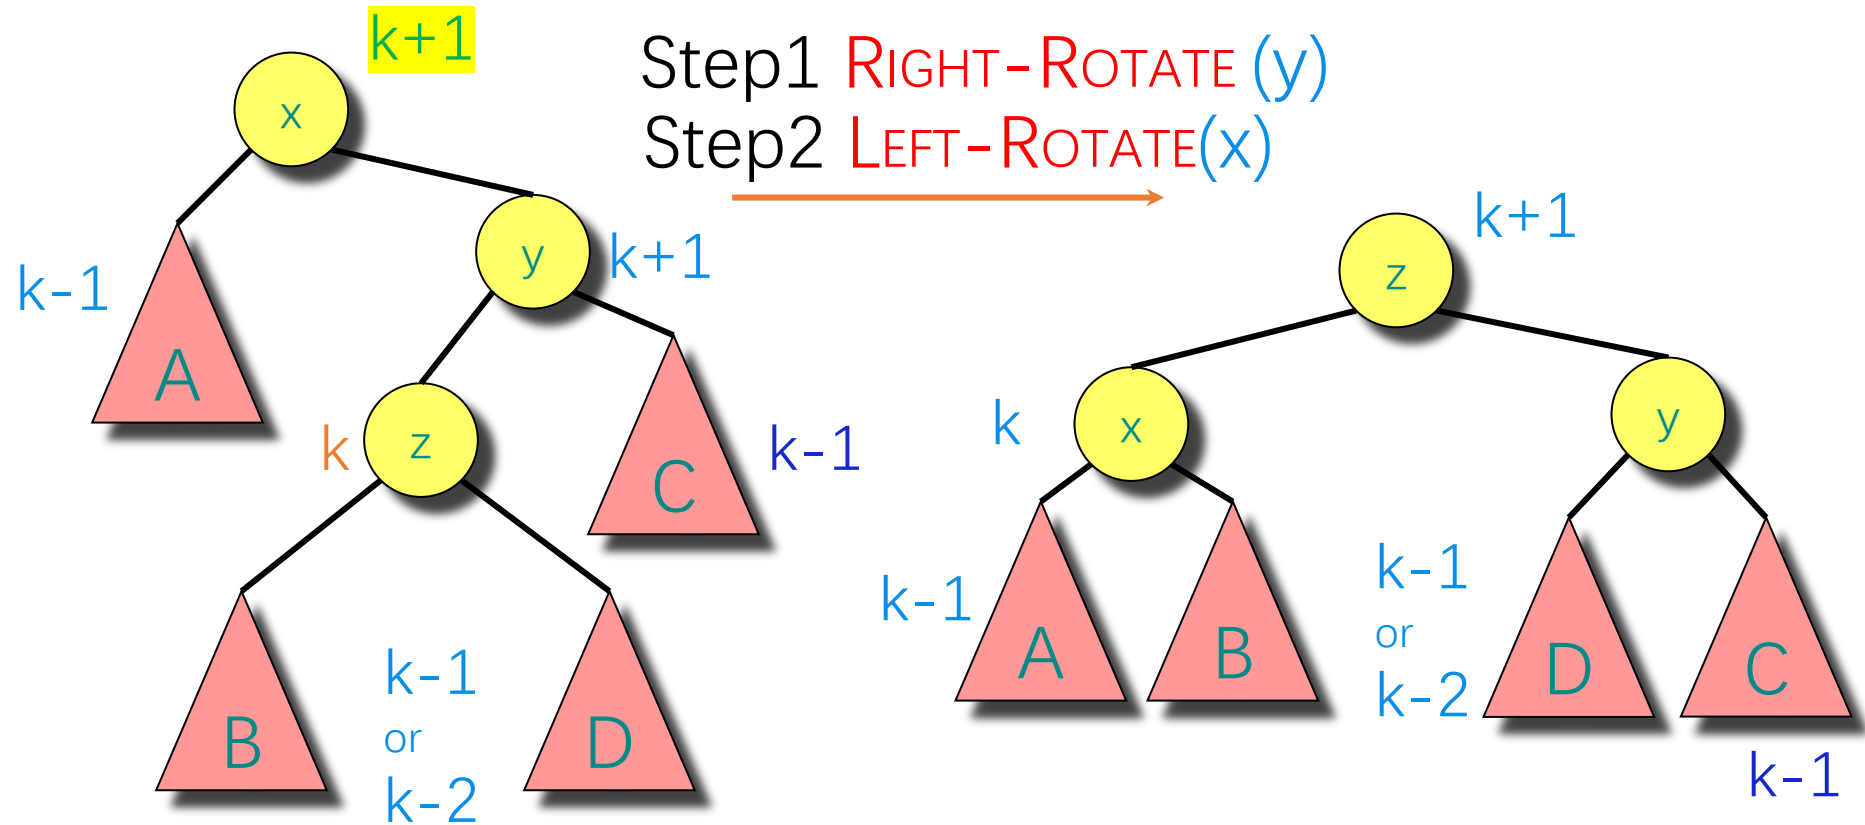 k+1
Step1 RIGHT-ROTATE (y)
Step2 LEFT-ROTATE(x)
x
k-1
A
y
k+1
k
z
C
k-1
B
k-1
or
k-2
D
z
k+1
k
x
y
k-1
A
B
k-1
or
k-2
D
C
k-1